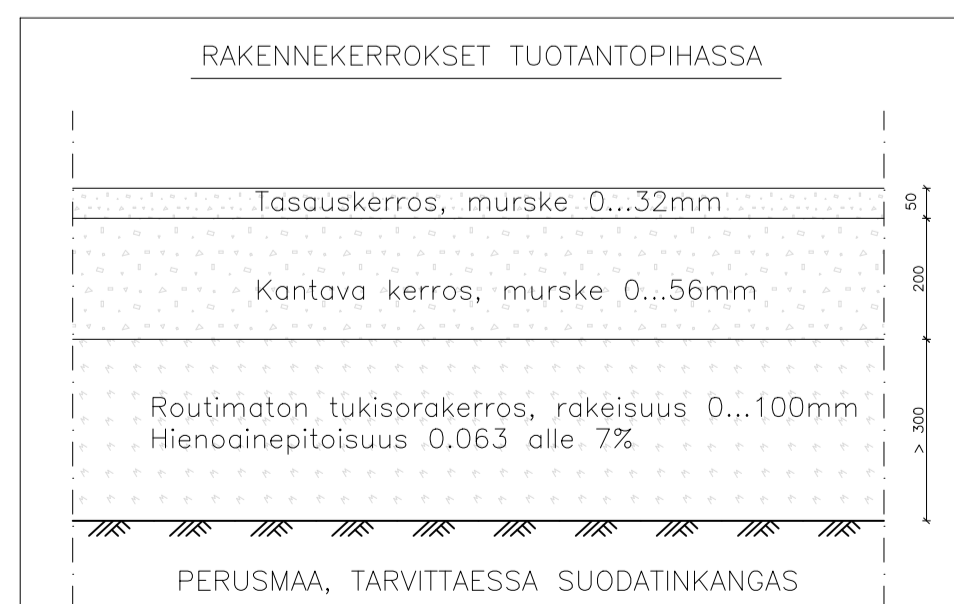 RAKENNEKERROKSET TUOTANTOPIHASSA
Tasauskerros, murske 0...32mm
50
Kantava kerros, murske 0...56mm
200
Routimaton tukisorakerros, rakeisuus 0...100mm
Hienoainepitoisuus 0.063 alle 7%
> 300
PERUSMAA, TARVITTAESSA SUODATINKANGAS